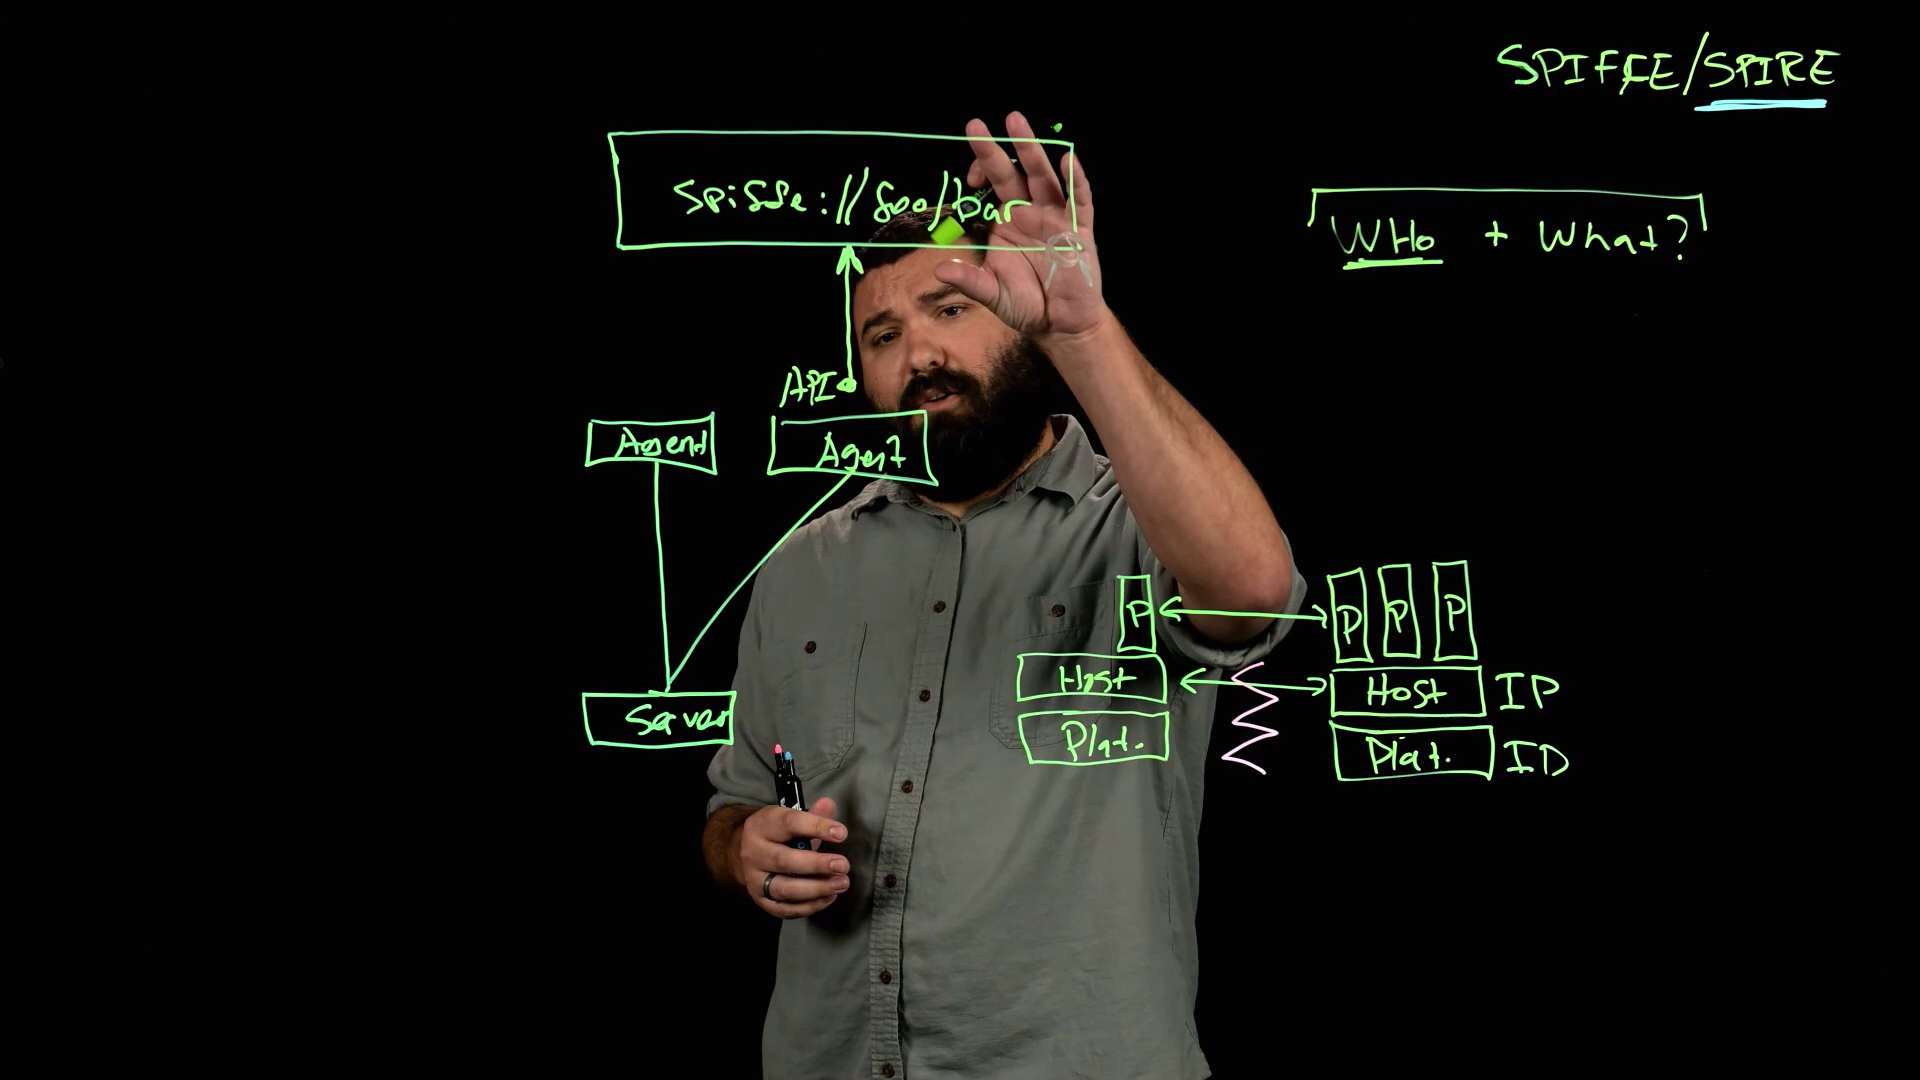 SPIFFE/SPIRE
spiffe://foo/bar
WHO + What?
API
Agent
Agent
Server
P
P P P
Host
Host IP
Plat.
Plat. ID